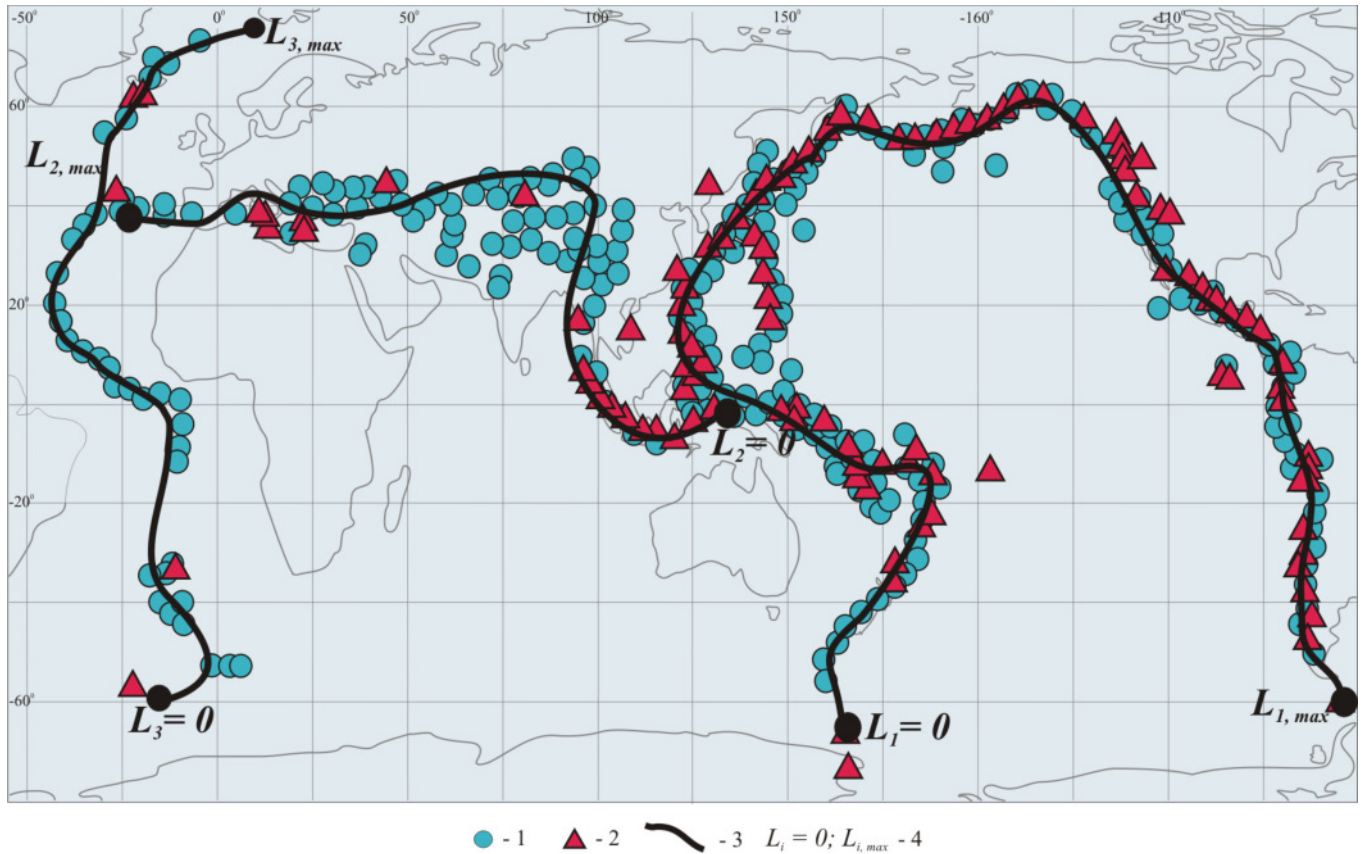 -50° 0° 50° 100° 150° -160° -110°
L3, max
60°
L2, max
20°
L2= 0
-20°
-60°
L3= 0
L1= 0
L1, max
- 1 - 2 - 3 Li = 0; Li, max - 4